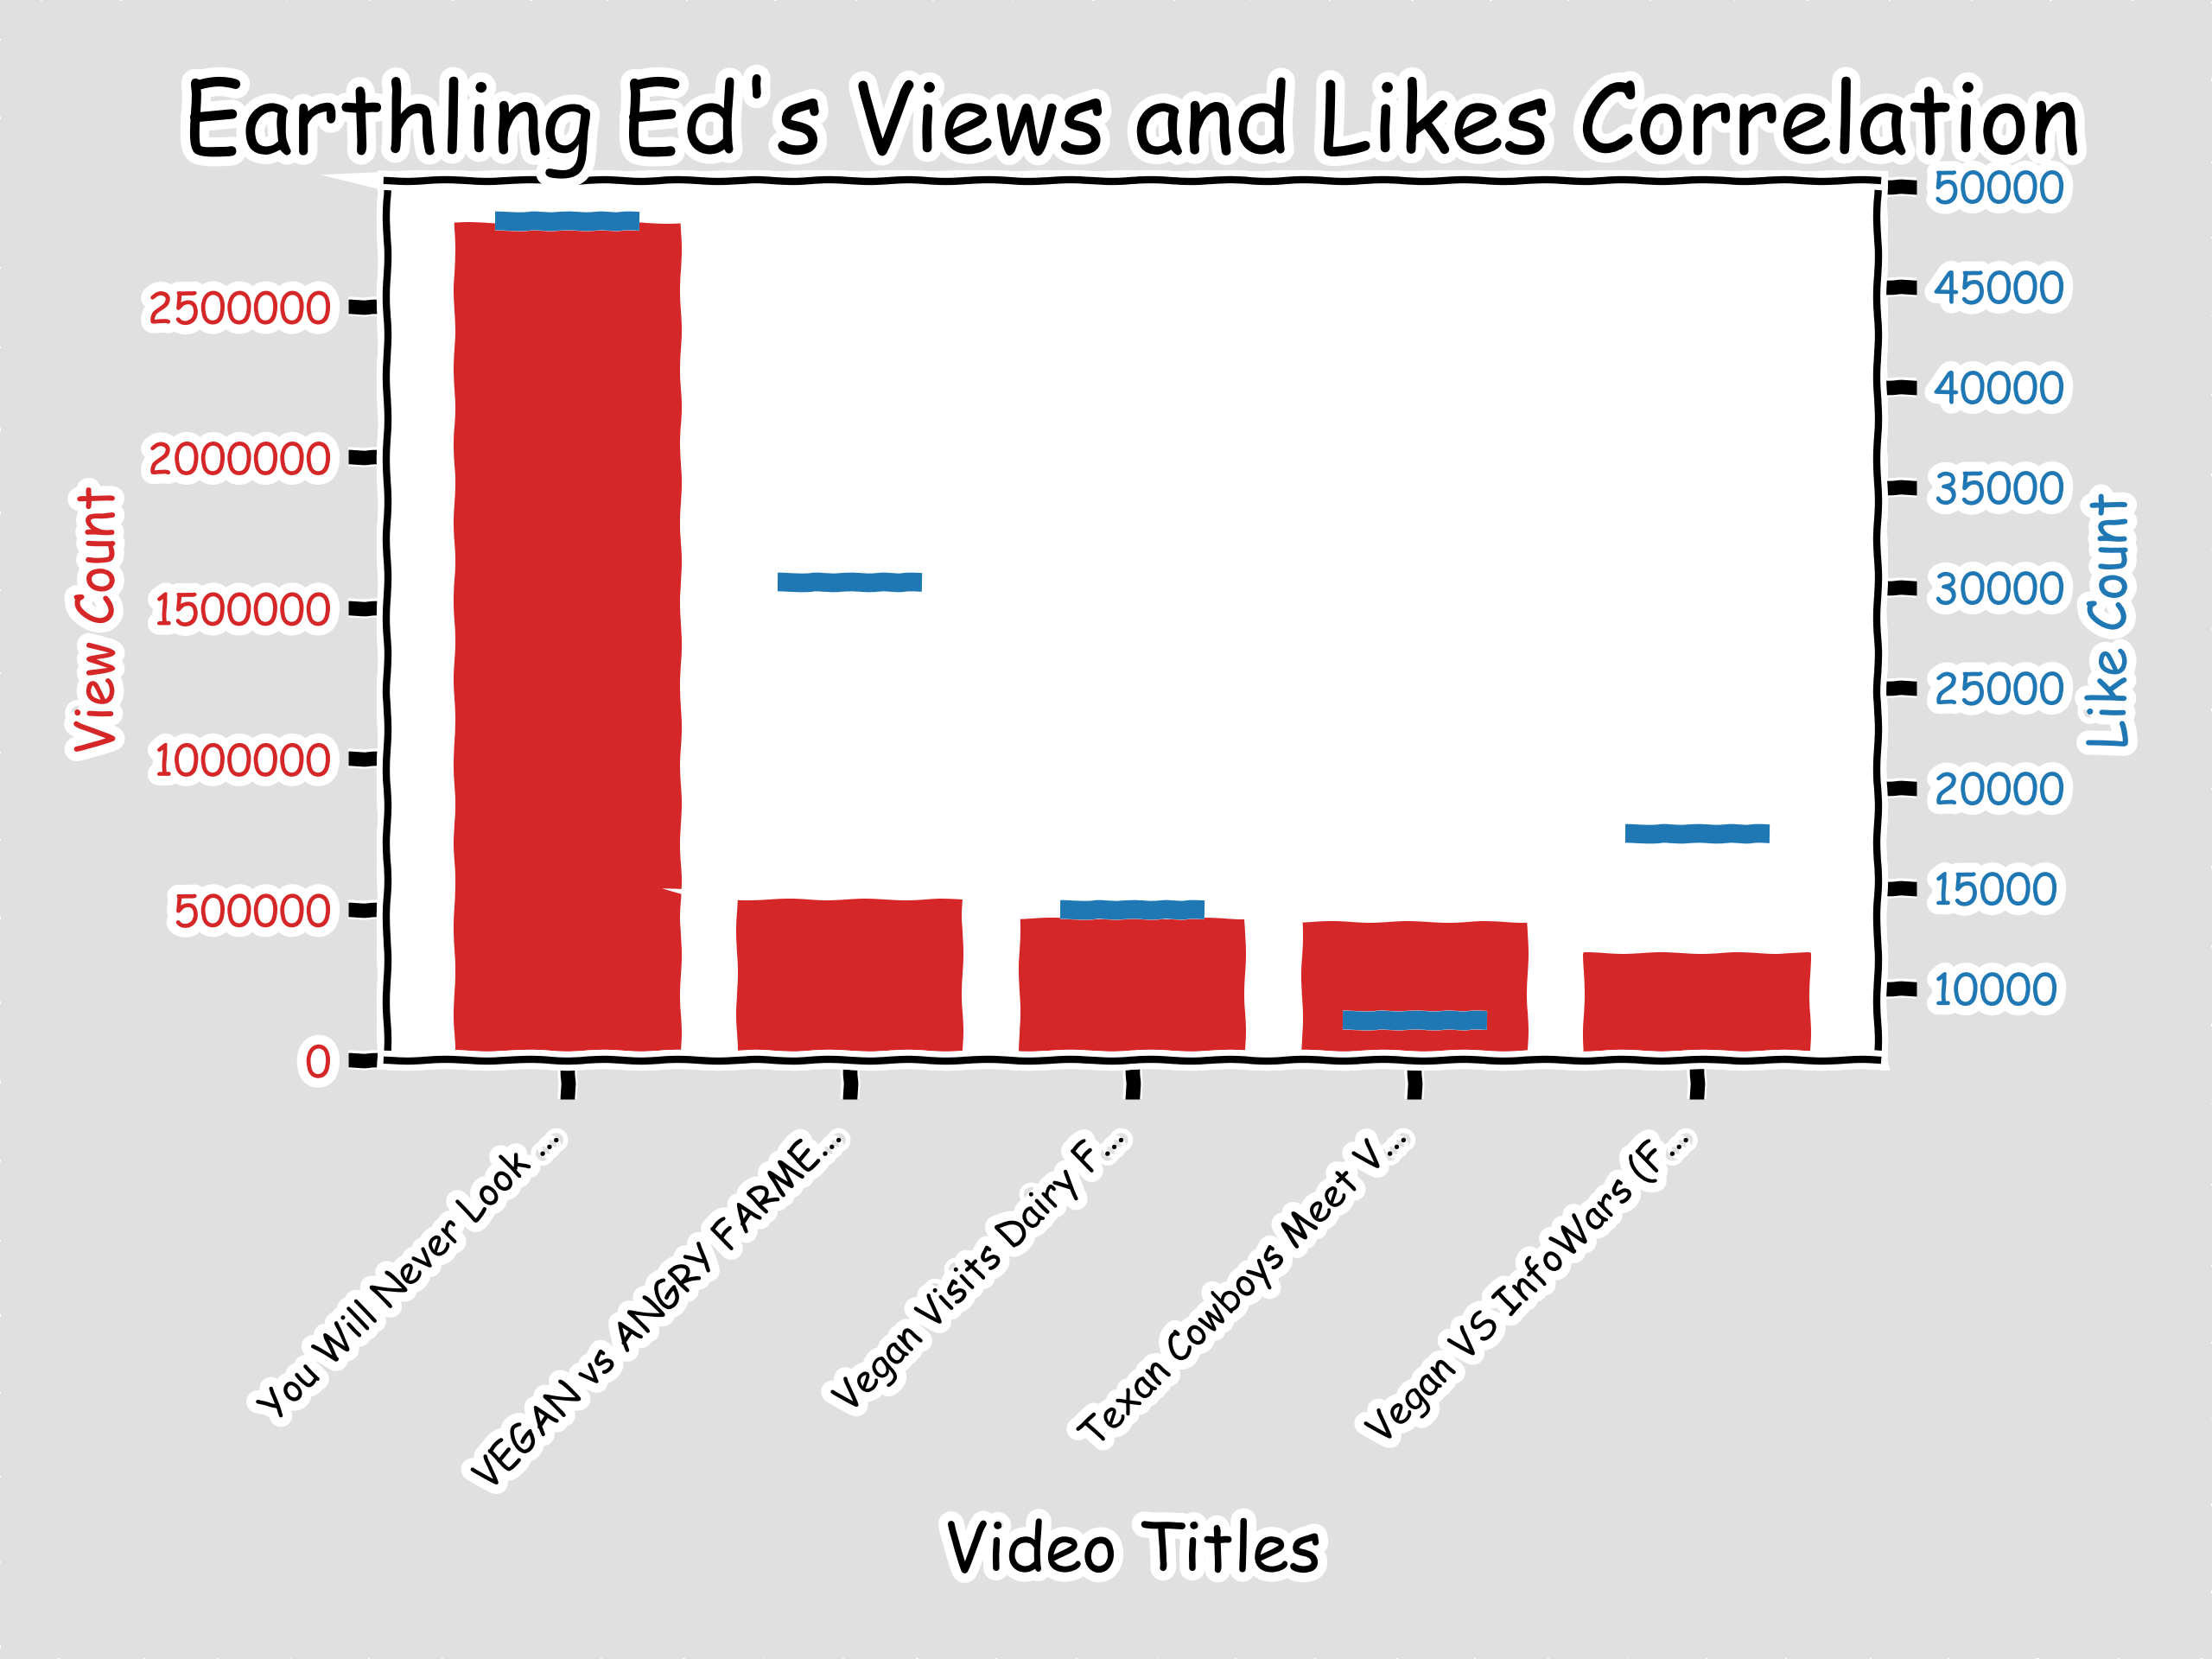 Earthling Ed's Views and Likes Correlation
View Count
2500000
2000000
1500000
1000000
500000
0
50000
45000
40000
35000
30000
25000
20000
15000
10000
Like Count
You Will Never Look ...
VEGAN vs ANGRY FARME...
Vegan Visits Dairy F...
Texan Cowboys Meet V...
Vegan VS InfoWars (F...
Video Titles